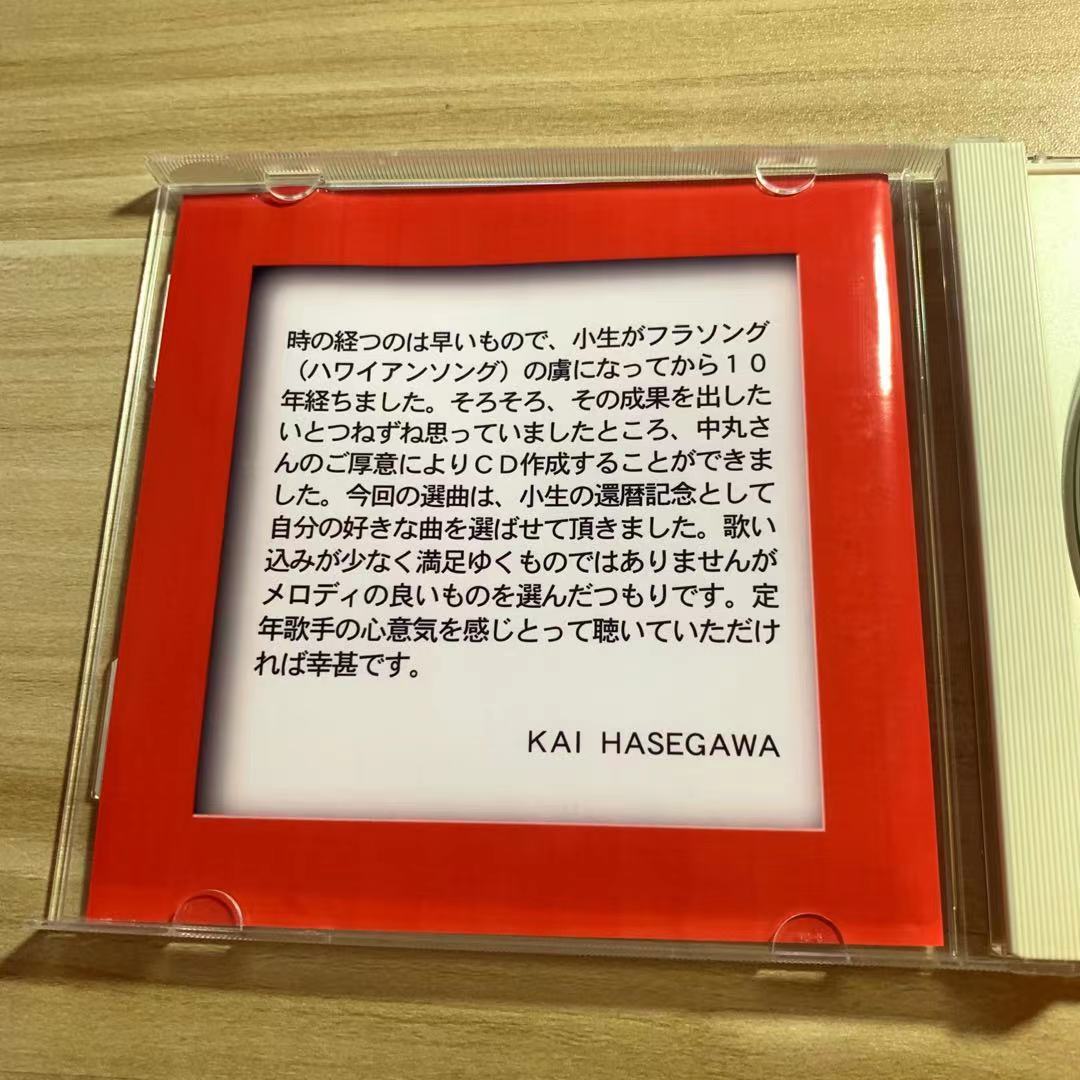 時の経つのは早いもので、小生がフラソング
（ハワイアンソング）の虜になってから１０
年経ちました。そろそろ、その成果を出した
いとつねずね思っていましたところ、中丸さ
んのご厚意によりＣＤ作成することができま
した。今回の選曲は、小生の還暦記念として
自分の好きな曲を選ばせて頂きました。歌い
込みが少なく満足ゆくものではありませんが
メロディの良いものを選んだつもりです。定
年歌手の心意気を感じとって聴いていただけ
れば幸甚です。
KAI HASEGAWA